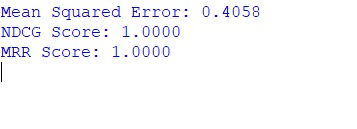 Mean Squared Error: 0.4058
NDCG Score: 1.0000
MRR Score: 1.0000